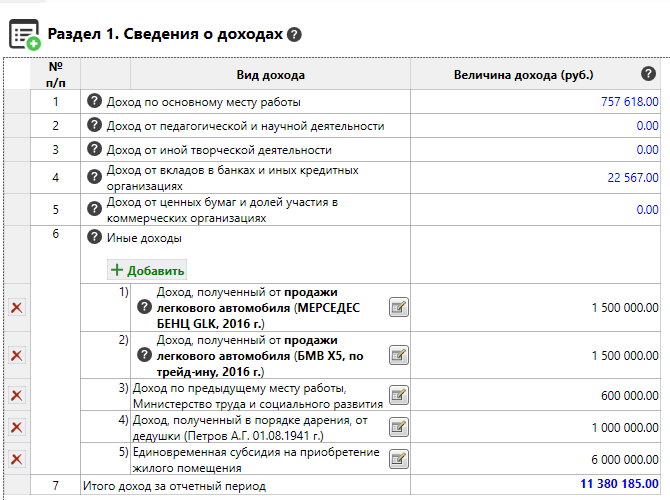 Раздел 1. Сведения о доходах ?
№
п/п
Вид дохода
Величина дохода (руб.) ?
1 ? Доход по основному месту работы 757 618.00
2 ? Доход от педагогической и научной деятельности 0.00
3 ? Доход от иной творческой деятельности 0.00
4 ? Доход от вкладов в банках и иных кредитных
организациях 22 567.00
5 ? Доход от ценных бумаг и долей участия в
коммерческих организациях 0.00
6 ? Иные доходы
+ Добавить
1) Доход, полученный от продажи
? легкового автомобиля (МЕРСЕДЕС
БЕНЦ GLK, 2016 г.) 1 500 000.00
2) Доход, полученный от продажи
? легкового автомобиля (БМВ X5, по
трейд-ину, 2016 г.) 1 500 000.00
3) Доход по предыдущему месту работы,
Министерство труда и социального развития 600 000.00
4) Доход, полученный в порядке дарения, от
дедушки (Петров А.Г. 01.08.1941 г.) 1 000 000.00
5) Единовременная субсидия на приобретение
жилого помещения 6 000 000.00
7 Итого доход за отчетный период 11 380 185.00